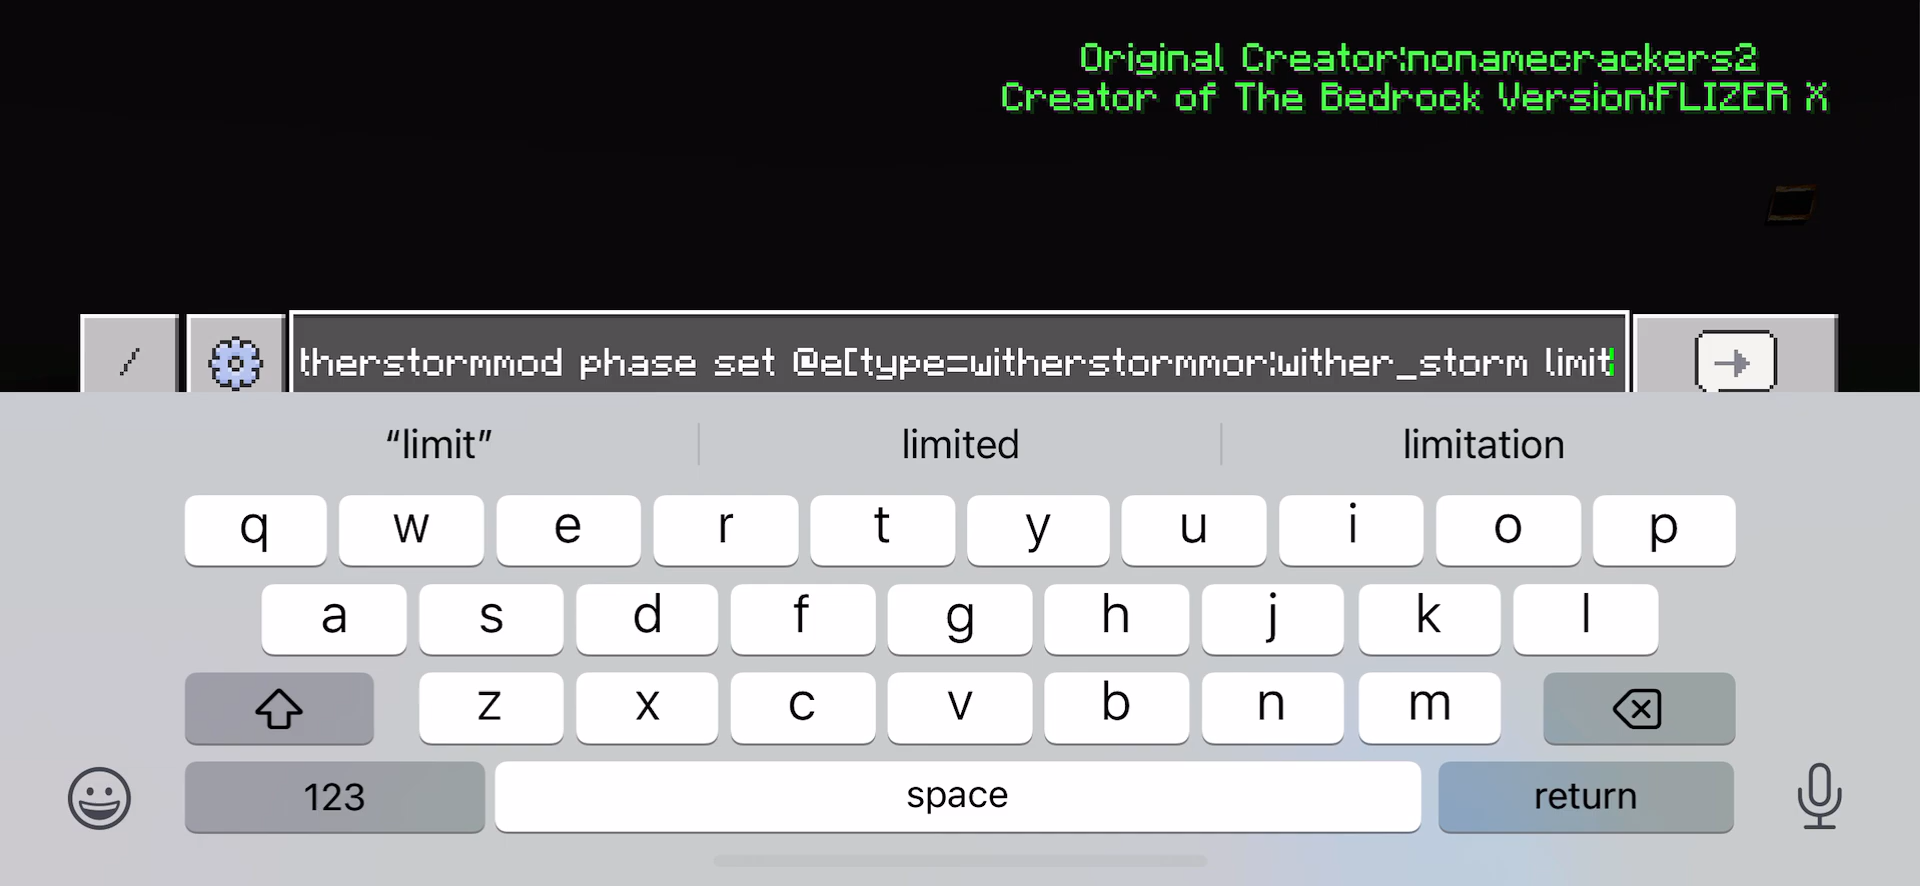 Original Creator:nonamecrackers2
Creator of The Bedrock Version:FLIZER X
/ therstormmod phase set @e[type=witherstormmor:wither_storm limit
“limit” limited limitation
q w e r t y u i o p
a s d f g h j k l
z x c v b n m
123 space return